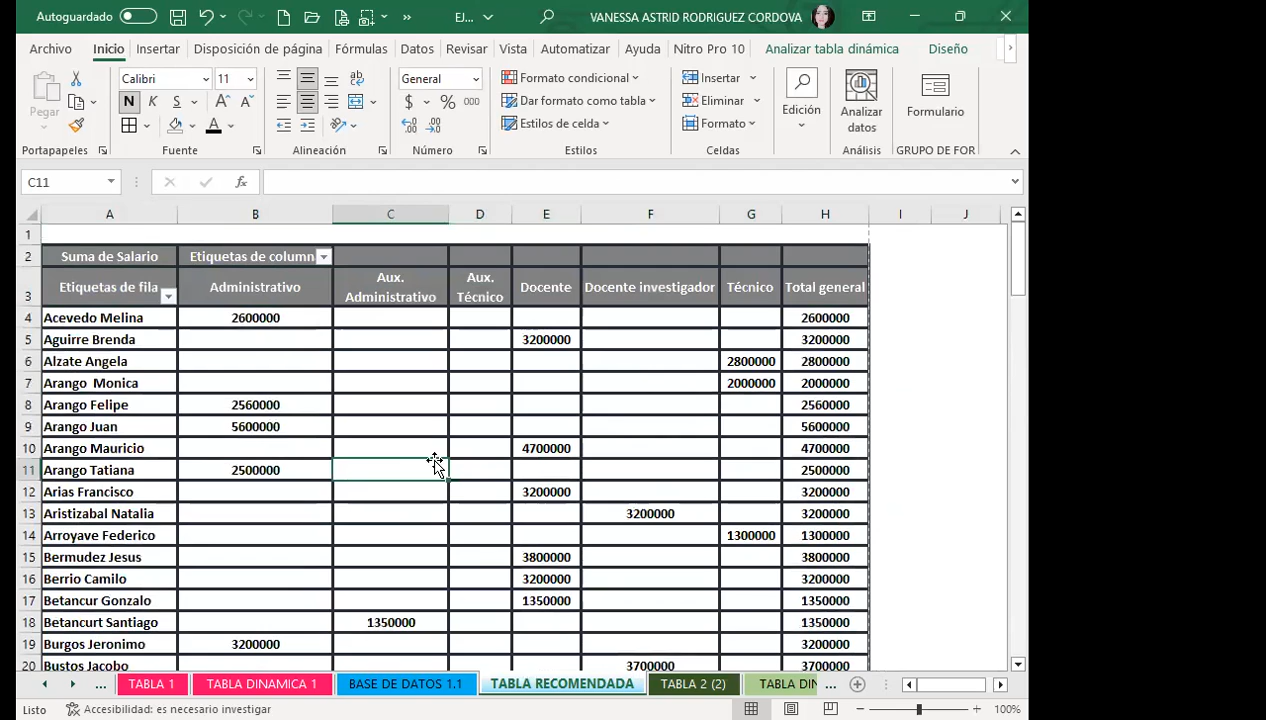 Autoguardado EJ... VANESSA ASTRID RODRIGUEZ CORDOVA
Archivo Inicio Insertar Disposición de página Fórmulas Datos Revisar Vista Automatizar Ayuda Nitro Pro 10 Analizar tabla dinámica Diseño
Pegar
Calibri 11
N K S
General
$ % 000
Formato condicional
Dar formato como tabla
Estilos de celda
Insertar
Eliminar
Formato
Edición
Analizar datos
Formulario
Portapapeles Fuente Alineación Número Estilos Celdas Análisis GRUPO DE FOR
C11 fx
A B C D E F G H I J
1
2 Suma de Salario Etiquetas de column
3 Etiquetas de fila Administrativo Aux. Administrativo Aux. Técnico Docente Docente investigador Técnico Total general
4 Acevedo Melina 2600000 2600000
5 Aguirre Brenda 3200000 3200000
6 Alzate Angela 2800000 2800000
7 Arango Monica 2000000 2000000
8 Arango Felipe 2560000 2560000
9 Arango Juan 5600000 5600000
10 Arango Mauricio 4700000 4700000
11 Arango Tatiana 2500000 2500000
12 Arias Francisco 3200000 3200000
13 Aristizabal Natalia 3200000 3200000
14 Arroyave Federico 1300000 1300000
15 Bermudez Jesus 3800000 3800000
16 Berrio Camilo 3200000 3200000
17 Betancur Gonzalo 1350000 1350000
18 Betancurt Santiago 1350000 1350000
19 Burgos Jeronimo 3200000 3200000
20 Bustos Jacobo 3700000 3700000
... TABLA 1 TABLA DINAMICA 1 BASE DE DATOS 1.1 TABLA RECOMENDADA TABLA 2 (2) TABLA DIN ...
Listo Accesibilidad: es necesario investigar 100%